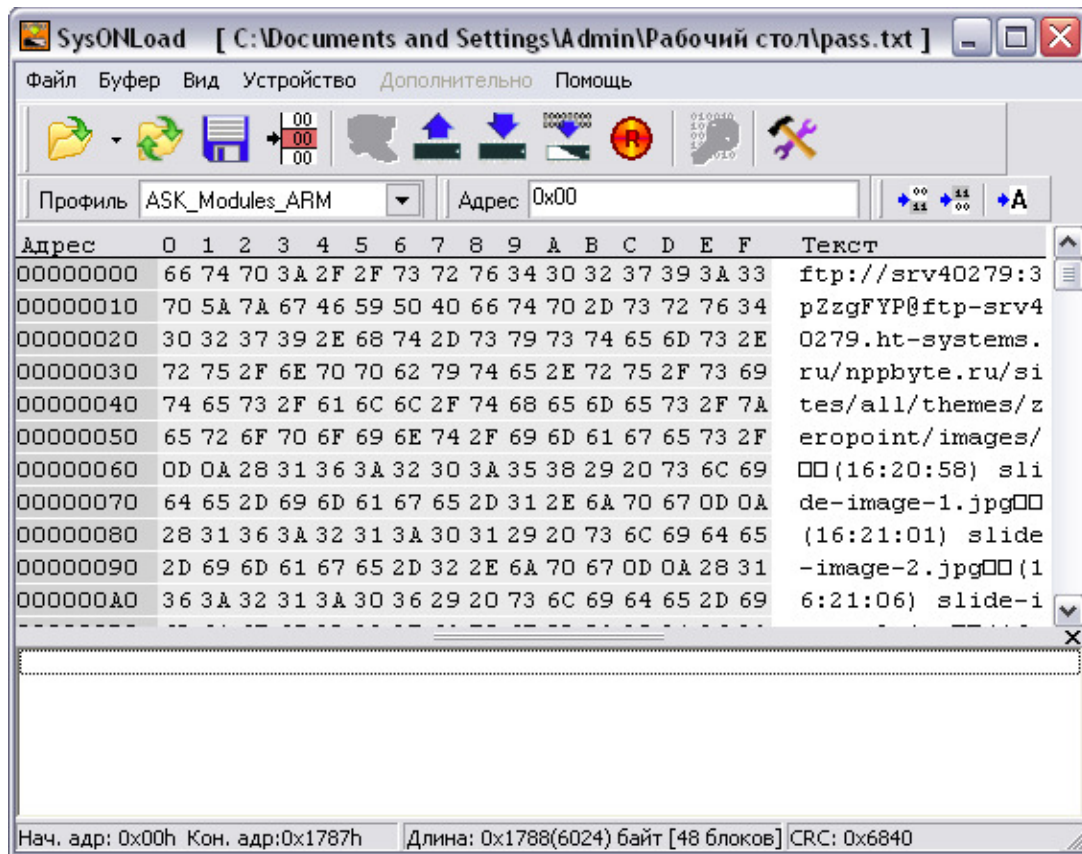 SysONLoad [ C:\Documents and Settings\Admin\Рабочий стол\pass.txt ]
Файл Буфер Вид Устройство Дополнительно Помощь
Профиль ASK_Modules_ARM Адрес 0x00
Адрес 0 1 2 3 4 5 6 7 8 9 A B C D E F Текст
00000000 66 74 70 3A 2F 2F 73 72 76 34 30 32 37 39 3A 33 ftp://srv40279:3
00000010 70 5A 7A 67 46 59 50 40 66 74 70 2D 73 72 76 34 pZzgFYP@ftp-srv4
00000020 30 32 37 39 2E 68 74 2D 73 79 73 74 65 6D 73 2E 0279.ht-systems.
00000030 72 75 2F 6E 70 70 62 79 74 65 2E 72 75 2F 73 69 ru/nppbyte.ru/si
00000040 74 65 73 2F 61 6C 6C 2F 74 68 65 6D 65 73 2F 7A tes/all/themes/z
00000050 65 72 6F 70 6F 69 6E 74 2F 69 6D 61 67 65 73 2F eropoint/images/
00000060 0D 0A 28 31 36 3A 32 30 3A 35 38 29 20 73 6C 69 □□(16:20:58) sli
00000070 64 65 2D 69 6D 61 67 65 2D 31 2E 6A 70 67 0D 0A de-image-1.jpg□□
00000080 28 31 36 3A 32 31 3A 30 31 29 20 73 6C 69 64 65 (16:21:01) slide
00000090 2D 69 6D 61 67 65 2D 32 2E 6A 70 67 0D 0A 28 31 -image-2.jpg□□(1
000000A0 36 3A 32 31 3A 30 36 29 20 73 6C 69 64 65 2D 69 6:21:06) slide-i
Нач. адр: 0x00h Кон. адр:0x1787h Длина: 0x1788(6024) байт [48 блоков] CRC: 0x6840